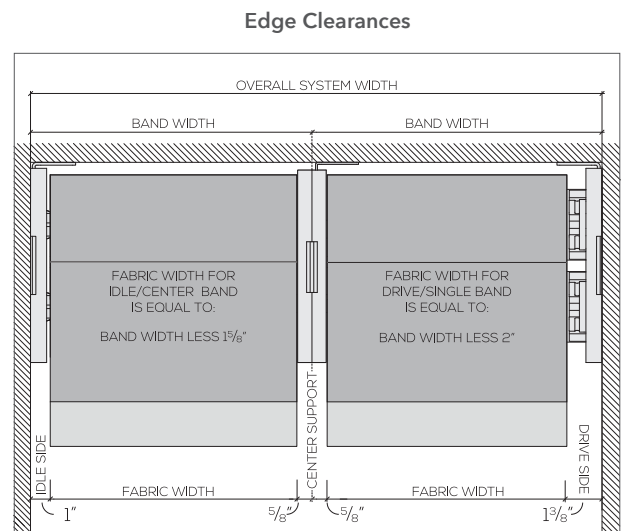 Edge Clearances
OVERALL SYSTEM WIDTH
BAND WIDTH
BAND WIDTH
FABRIC WIDTH FOR
IDLE/CENTER BAND
IS EQUAL TO:
BAND WIDTH LESS 1⅝"
FABRIC WIDTH FOR
DRIVE/SINGLE BAND
IS EQUAL TO:
BAND WIDTH LESS 2"
IDLE SIDE
CENTER SUPPORT
DRIVE SIDE
FABRIC WIDTH
FABRIC WIDTH
1"
⅝"
⅝"
1⅜"